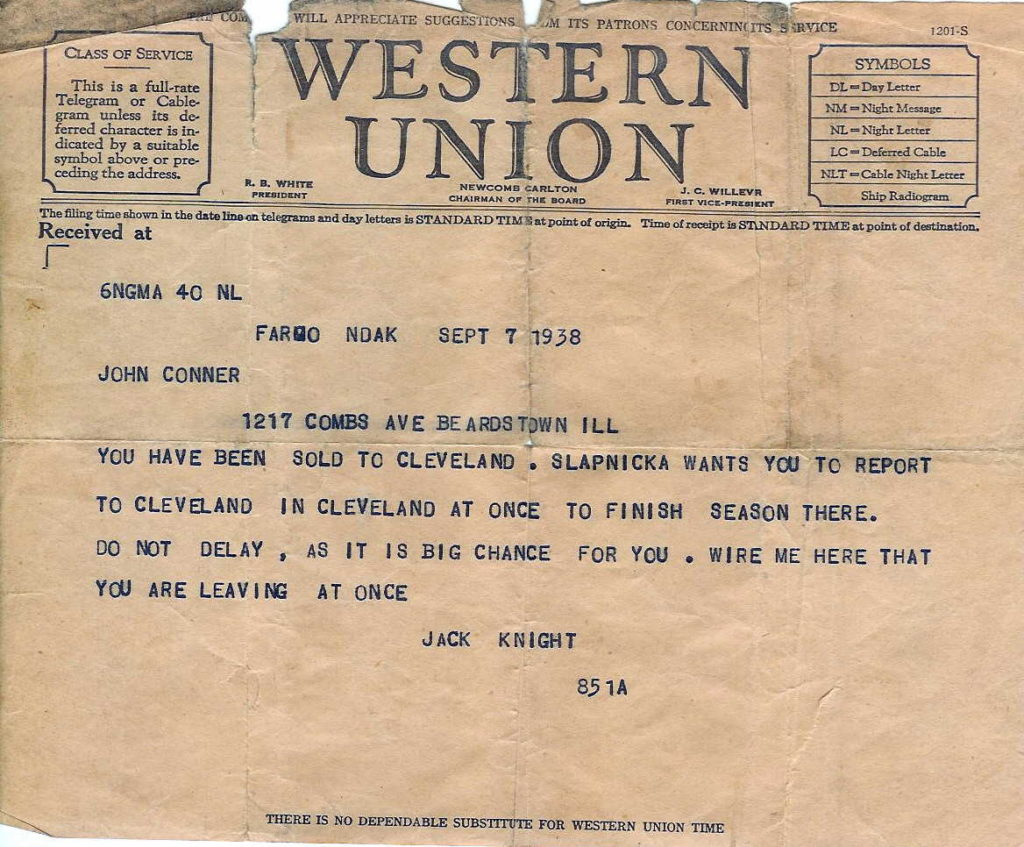 THE COM WILL APPRECIATE SUGGESTIONS ITS PATRONS CONCERNING ITS SERVICE
1201-S
CLASS OF SERVICE
This is a full-rate
Telegram or Cable-
gram unless its de-
ferred character is in-
dicated by a suitable
symbol above or pre-
ceding the address.
WESTERN
UNION
R. B. WHITE
PRESIDENT
NEWCOMB CARLTON
CHAIRMAN OF THE BOARD
J. C. WILLEVER
FIRST VICE-PRESIDENT
SYMBOLS
DL = Day Letter
NM = Night Message
NL = Night Letter
LC = Deferred Cable
NLT = Cable Night Letter
Ship Radiogram
The filing time shown in the date line on telegrams and day letters is STANDARD TIME at point of origin. Time of receipt is STANDARD TIME at point of destination.
Received at
6NGMA 40 NL
FARGO NDAK SEPT 7 1938
JOHN CONNER
1217 COMBS AVE BEARDSTOWN ILL
YOU HAVE BEEN SOLD TO CLEVELAND . SLAPNICKA WANTS YOU TO REPORT
TO CLEVELAND IN CLEVELAND AT ONCE TO FINISH SEASON THERE.
DO NOT DELAY , AS IT IS BIG CHANCE FOR YOU . WIRE ME HERE THAT
YOU ARE LEAVING AT ONCE
JACK KNIGHT
851A
THERE IS NO DEPENDABLE SUBSTITUTE FOR WESTERN UNION TIME